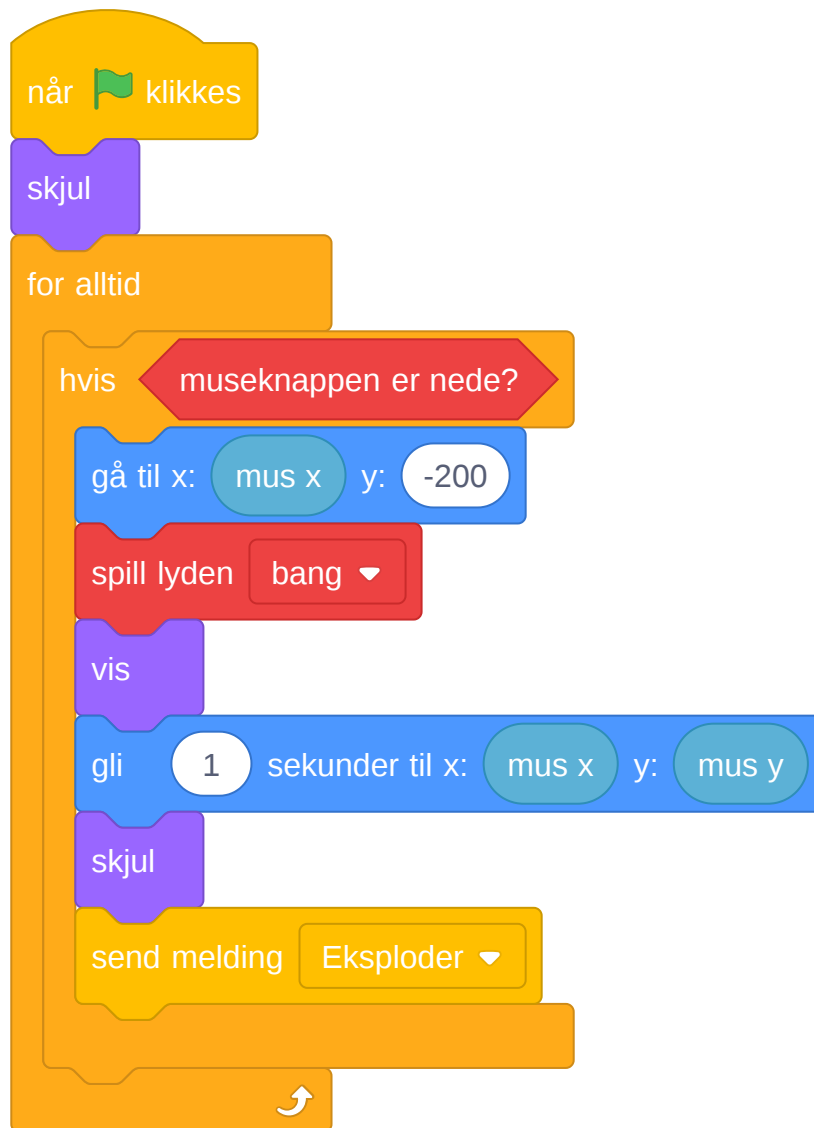 når klikkes
skjul
for alltid
hvis museknappen er nede?
gå til x: mus x y: -200
spill lyden bang
vis
gli 1 sekunder til x: mus x y: mus y
skjul
send melding Eksploder